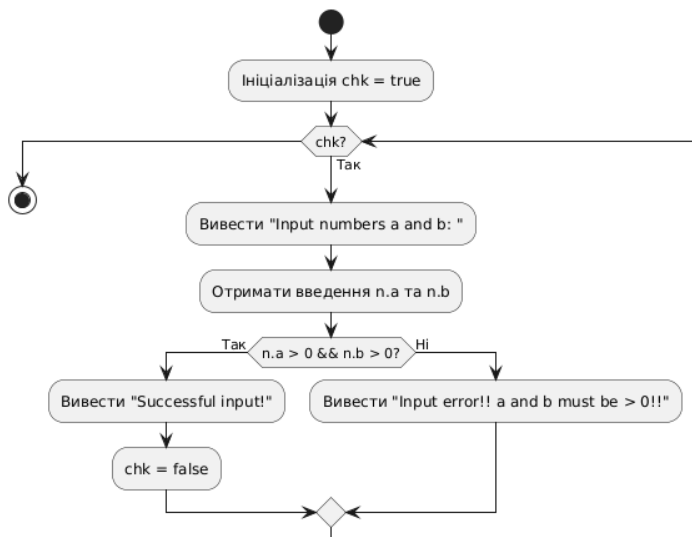 Ініціалізація chk = true
chk?
Так
Вивести "Input numbers a and b: "
Отримати введення n.a та n.b
Так
n.a > 0 && n.b > 0?
Ні
Вивести "Successful input!"
Вивести "Input error!! a and b must be > 0!!"
chk = false